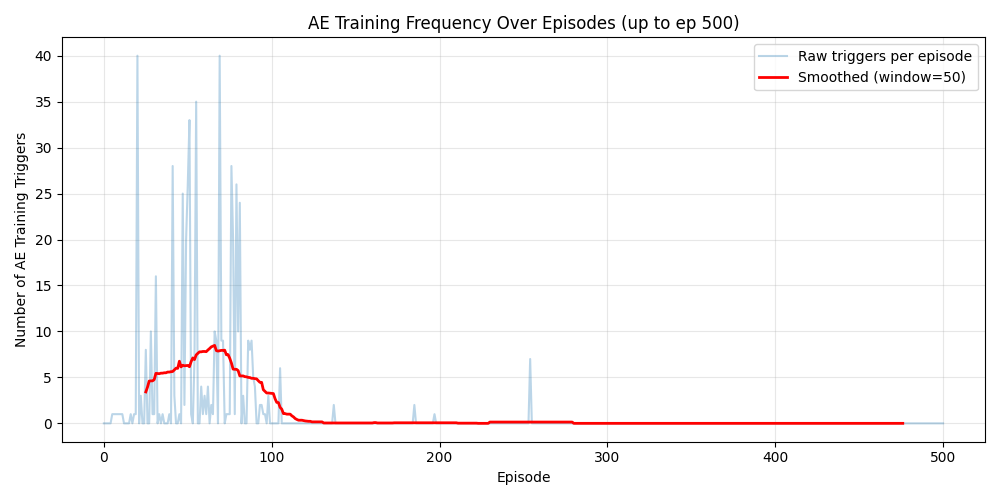 AE Training Frequency Over Episodes (up to ep 500)
Raw triggers per episode
Smoothed (window=50)
Number of AE Training Triggers
40
35
30
25
20
15
10
5
0
0 100 200 300 400 500
Episode